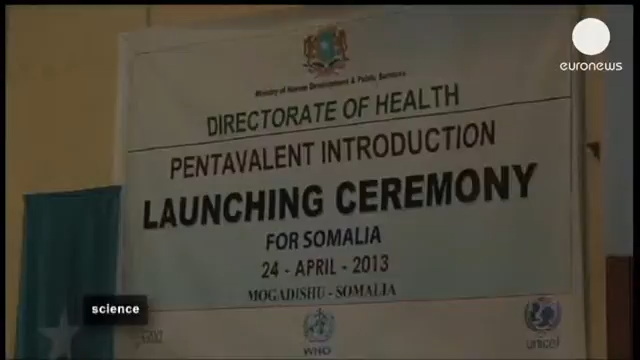 euronews
Ministry of Human Development & Public Services
DIRECTORATE OF HEALTH
PENTAVALENT INTRODUCTION
LAUNCHING CEREMONY
FOR SOMALIA
24 - APRIL - 2013
MOGADISHU - SOMALIA
science
WHO
unicef